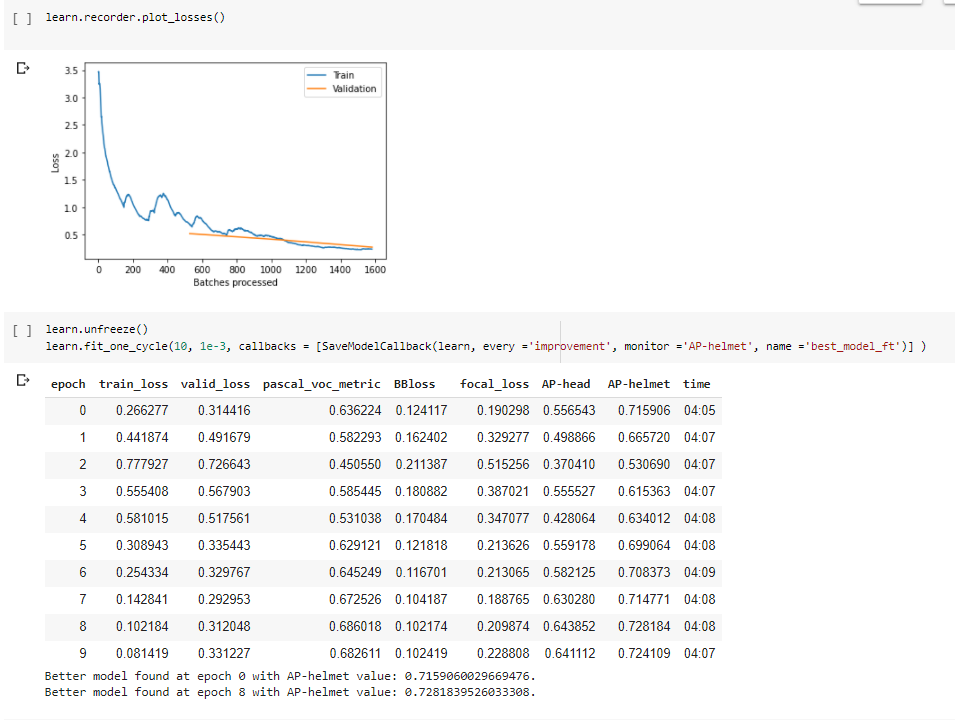 [ ] learn.recorder.plot_losses()
3.5
3.0
2.5
2.0
1.5
1.0
0.5
Loss
Train
Validation
0 200 400 600 800 1000 1200 1400 1600
Batches processed
[ ] learn.unfreeze()
learn.fit_one_cycle(10, 1e-3, callbacks = [SaveModelCallback(learn, every ='improvement', monitor ='AP-helmet', name ='best_model_ft')] )
epoch train_loss valid_loss pascal_voc_metric BBloss focal_loss AP-head AP-helmet time
0 0.266277 0.314416 0.636224 0.124117 0.190298 0.556543 0.715906 04:05
1 0.441874 0.491679 0.582293 0.162402 0.329277 0.498866 0.665720 04:07
2 0.777927 0.726643 0.450550 0.211387 0.515256 0.370410 0.530690 04:07
3 0.555408 0.567903 0.585445 0.180882 0.387021 0.555527 0.615363 04:07
4 0.581015 0.517561 0.531038 0.170484 0.347077 0.428064 0.634012 04:08
5 0.308943 0.335443 0.629121 0.121818 0.213626 0.559178 0.699064 04:08
6 0.254334 0.329767 0.645249 0.116701 0.213065 0.582125 0.708373 04:09
7 0.142841 0.292953 0.672526 0.104187 0.188765 0.630280 0.714771 04:08
8 0.102184 0.312048 0.686018 0.102174 0.209874 0.643852 0.728184 04:08
9 0.081419 0.331227 0.682611 0.102419 0.228808 0.641112 0.724109 04:07
Better model found at epoch 0 with AP-helmet value: 0.7159060029669476.
Better model found at epoch 8 with AP-helmet value: 0.7281839526033308.